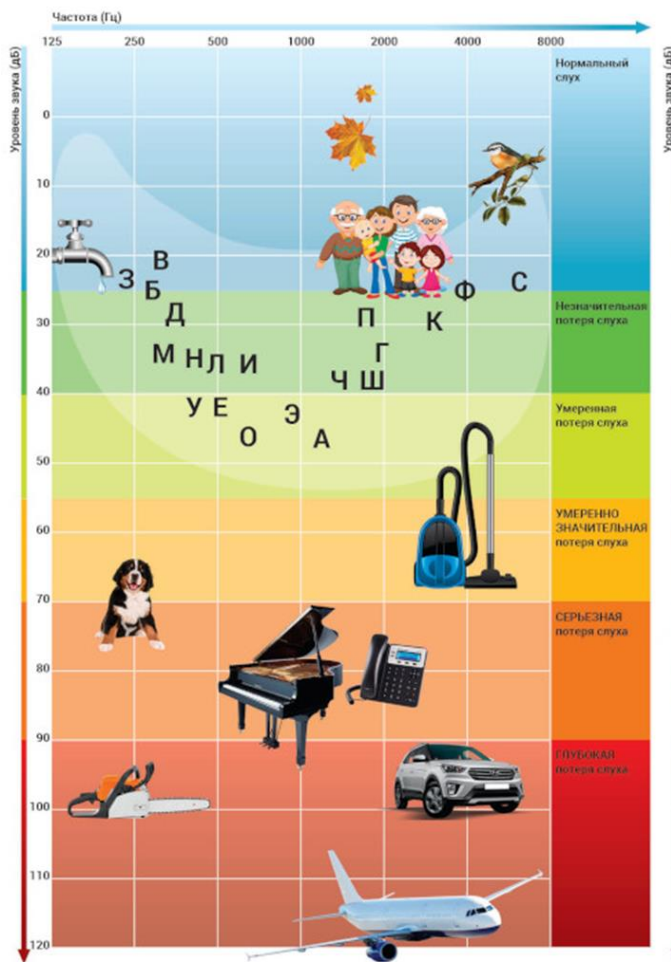 Частота (Гц)
125 250 500 1000 2000 4000 8000
Уровень звука (дБ)
Уровень звука (дБ)
Нормальный
слух
0
10
20
В
З
Б
С
Ф
Незначительная
потеря слуха
Д
П
К
30
М
Н
Л
И
Г
Ч
Ш
40
У
Е
Э
Умеренная
потеря слуха
О
А
50
УМЕРЕННО
ЗНАЧИТЕЛЬНАЯ
потеря слуха
60
70
СЕРЬЕЗНАЯ
потеря слуха
80
90
ГЛУБОКАЯ
потеря слуха
100
110
120